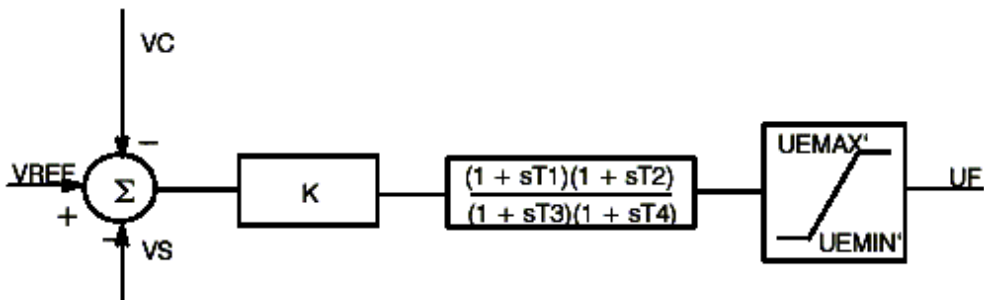 VC
−
VREF
Σ
+
−
VS
K
(1 + sT1)(1 + sT2)
(1 + sT3)(1 + sT4)
UEMAX'
UEMIN'
UF